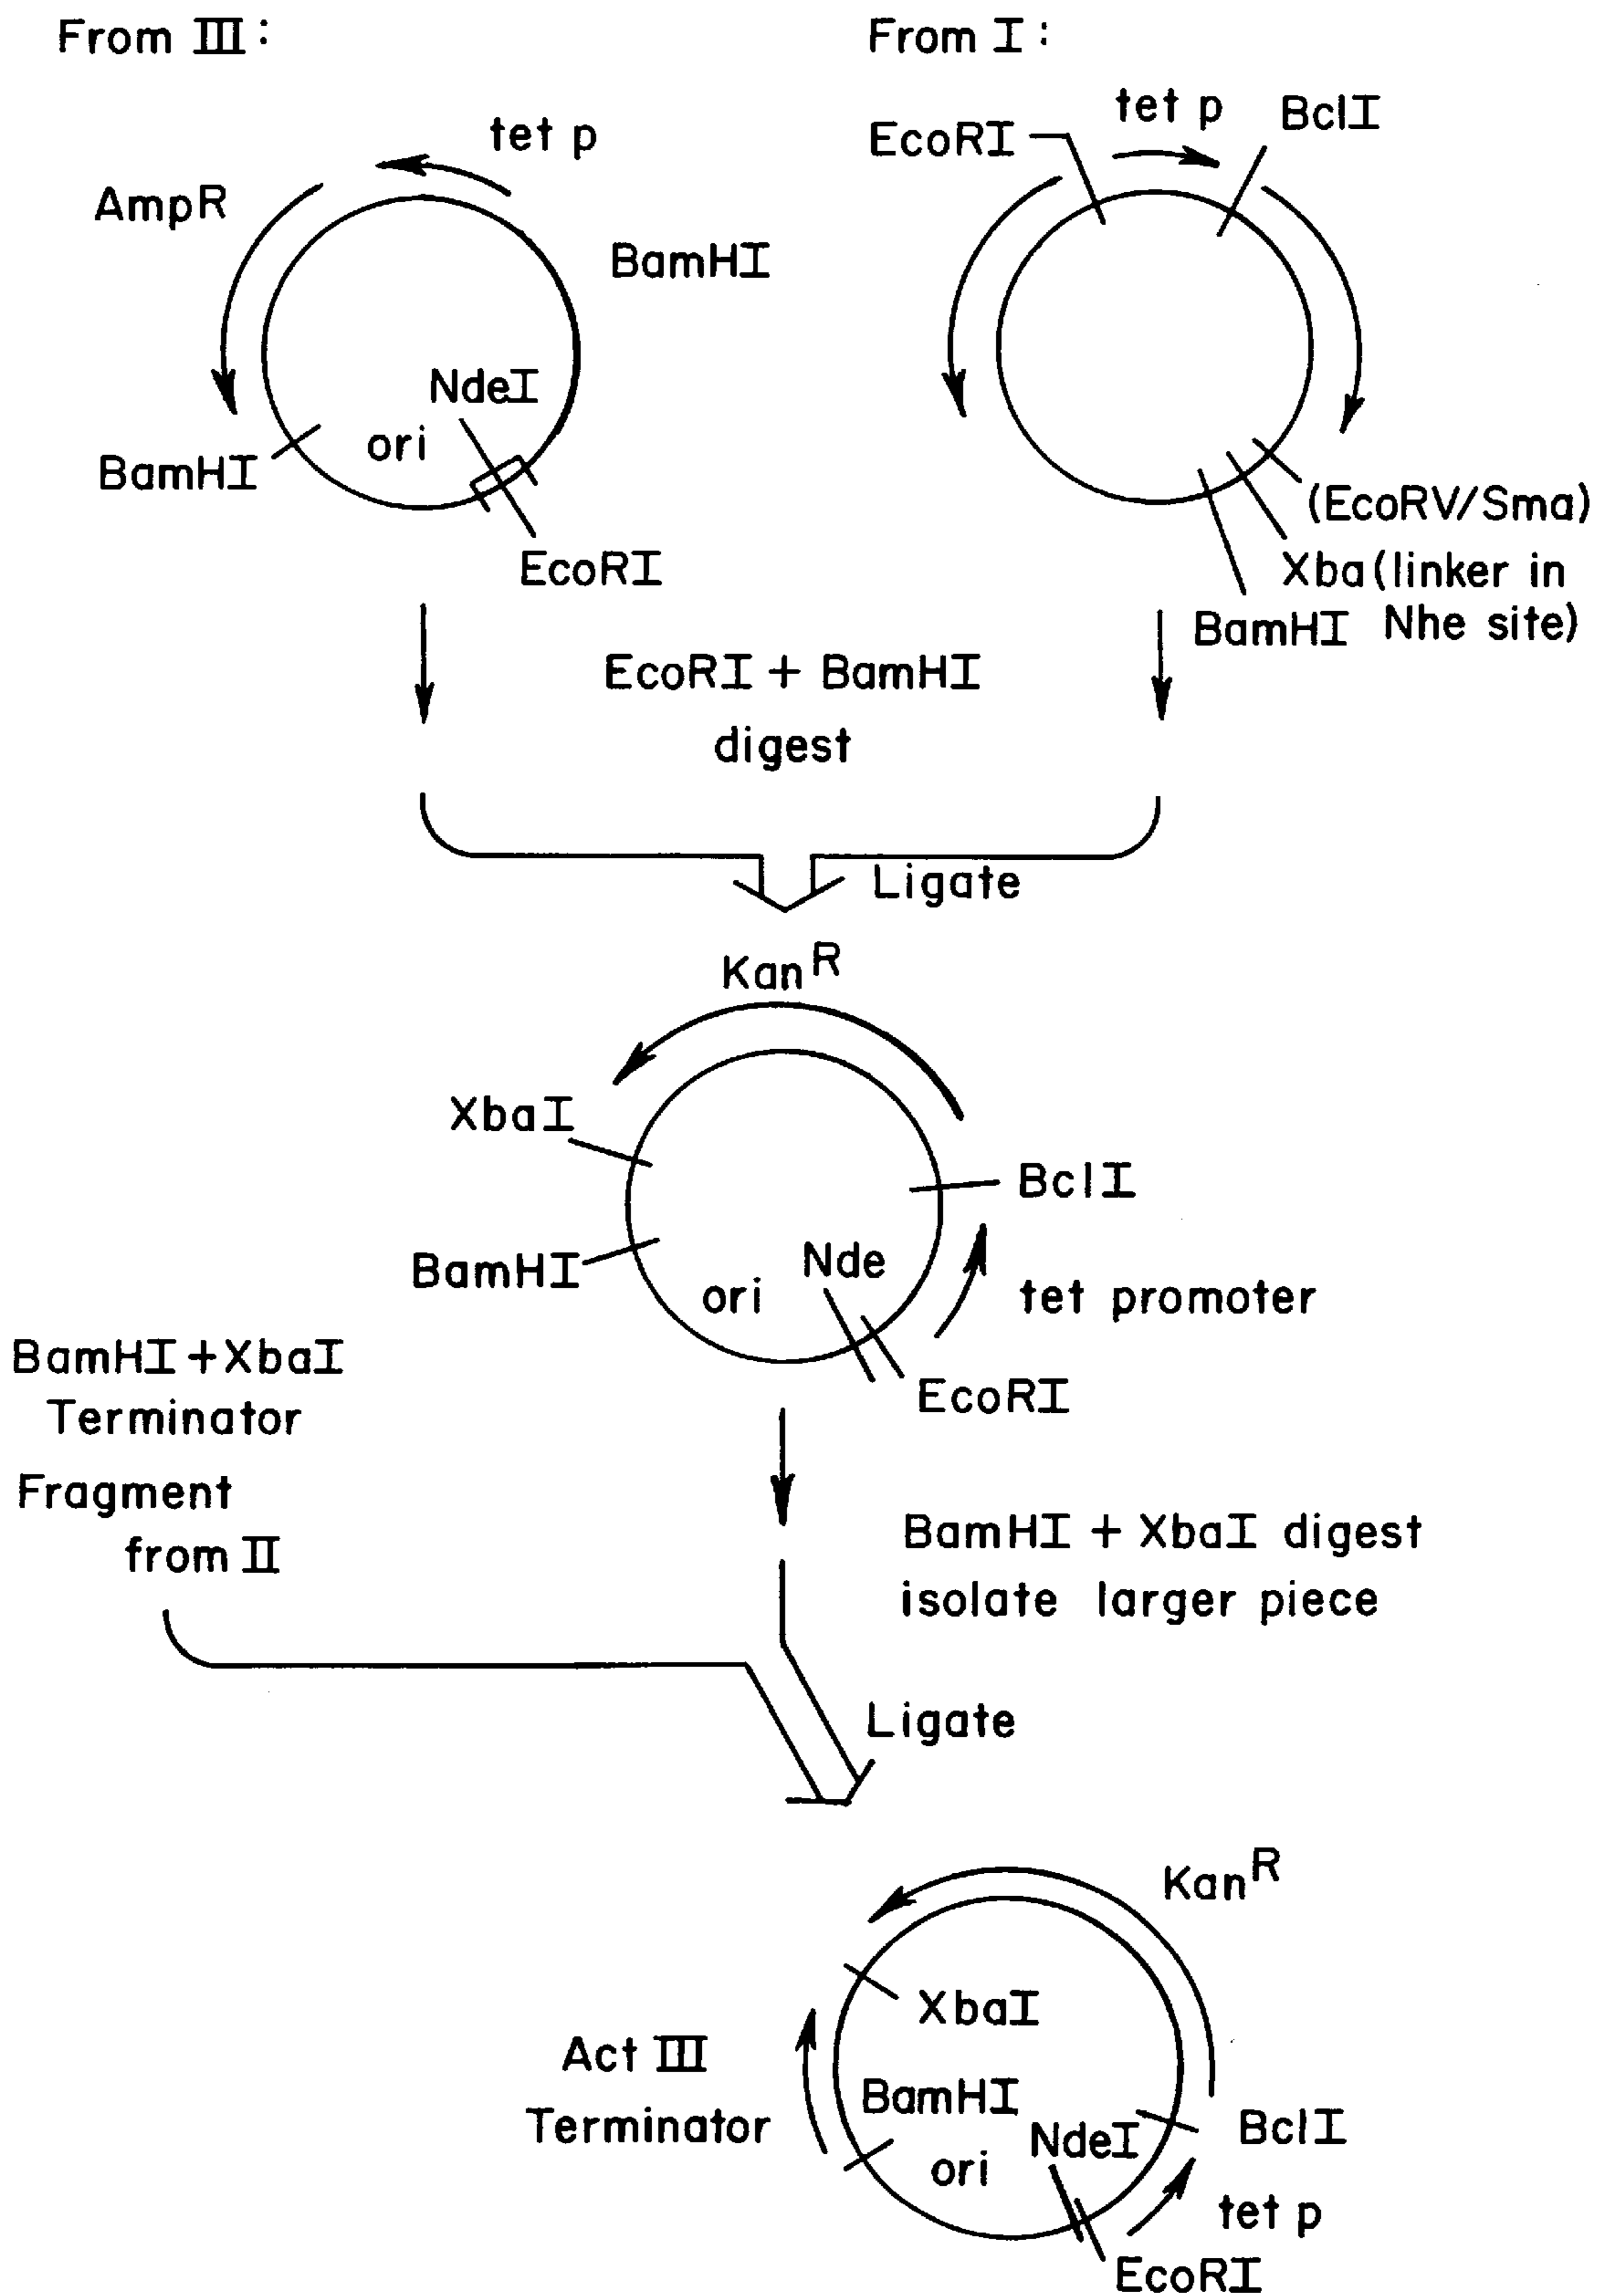 From III:
tet p
AmpR
BamHI
NdeI
ori
BamHI
EcoRI
From I:
tet p
BclI
EcoRI
(EcoRV/Sma)
Xba (linker in
Nhe site)
BamHI
EcoRI + BamHI
digest
Ligate
Kan R
XbaI
BclI
BamHI
Nde
ori
tet promoter
EcoRI
BamHI + XbaI
Terminator
Fragment
from II
BamHI + XbaI digest
isolate larger piece
Ligate
Kan R
XbaI
Act III
Terminator
BamHI
NdeI
BclI
ori
tet p
EcoRI